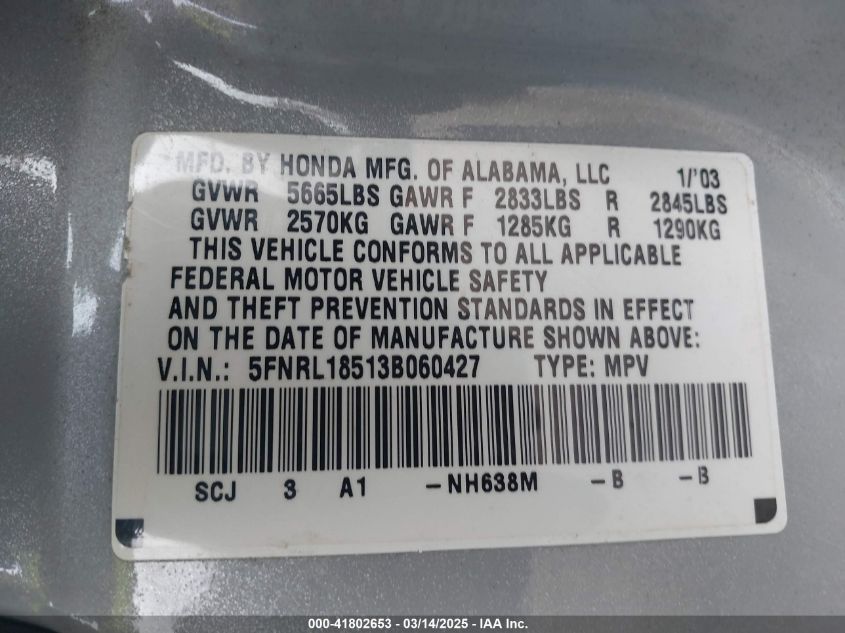 MFD. BY HONDA MFG. OF ALABAMA, LLC 1/'03
GVWR 5665LBS GAWR F 2833LBS R 2845LBS
GVWR 2570KG GAWR F 1285KG R 1290KG
THIS VEHICLE CONFORMS TO ALL APPLICABLE
FEDERAL MOTOR VEHICLE SAFETY
AND THEFT PREVENTION STANDARDS IN EFFECT
ON THE DATE OF MANUFACTURE SHOWN ABOVE:
V.I.N.: 5FNRL18513B060427 TYPE: MPV
SCJ 3 A1 -NH638M -B -B
000-41802653 - 03/14/2025 - IAA Inc.